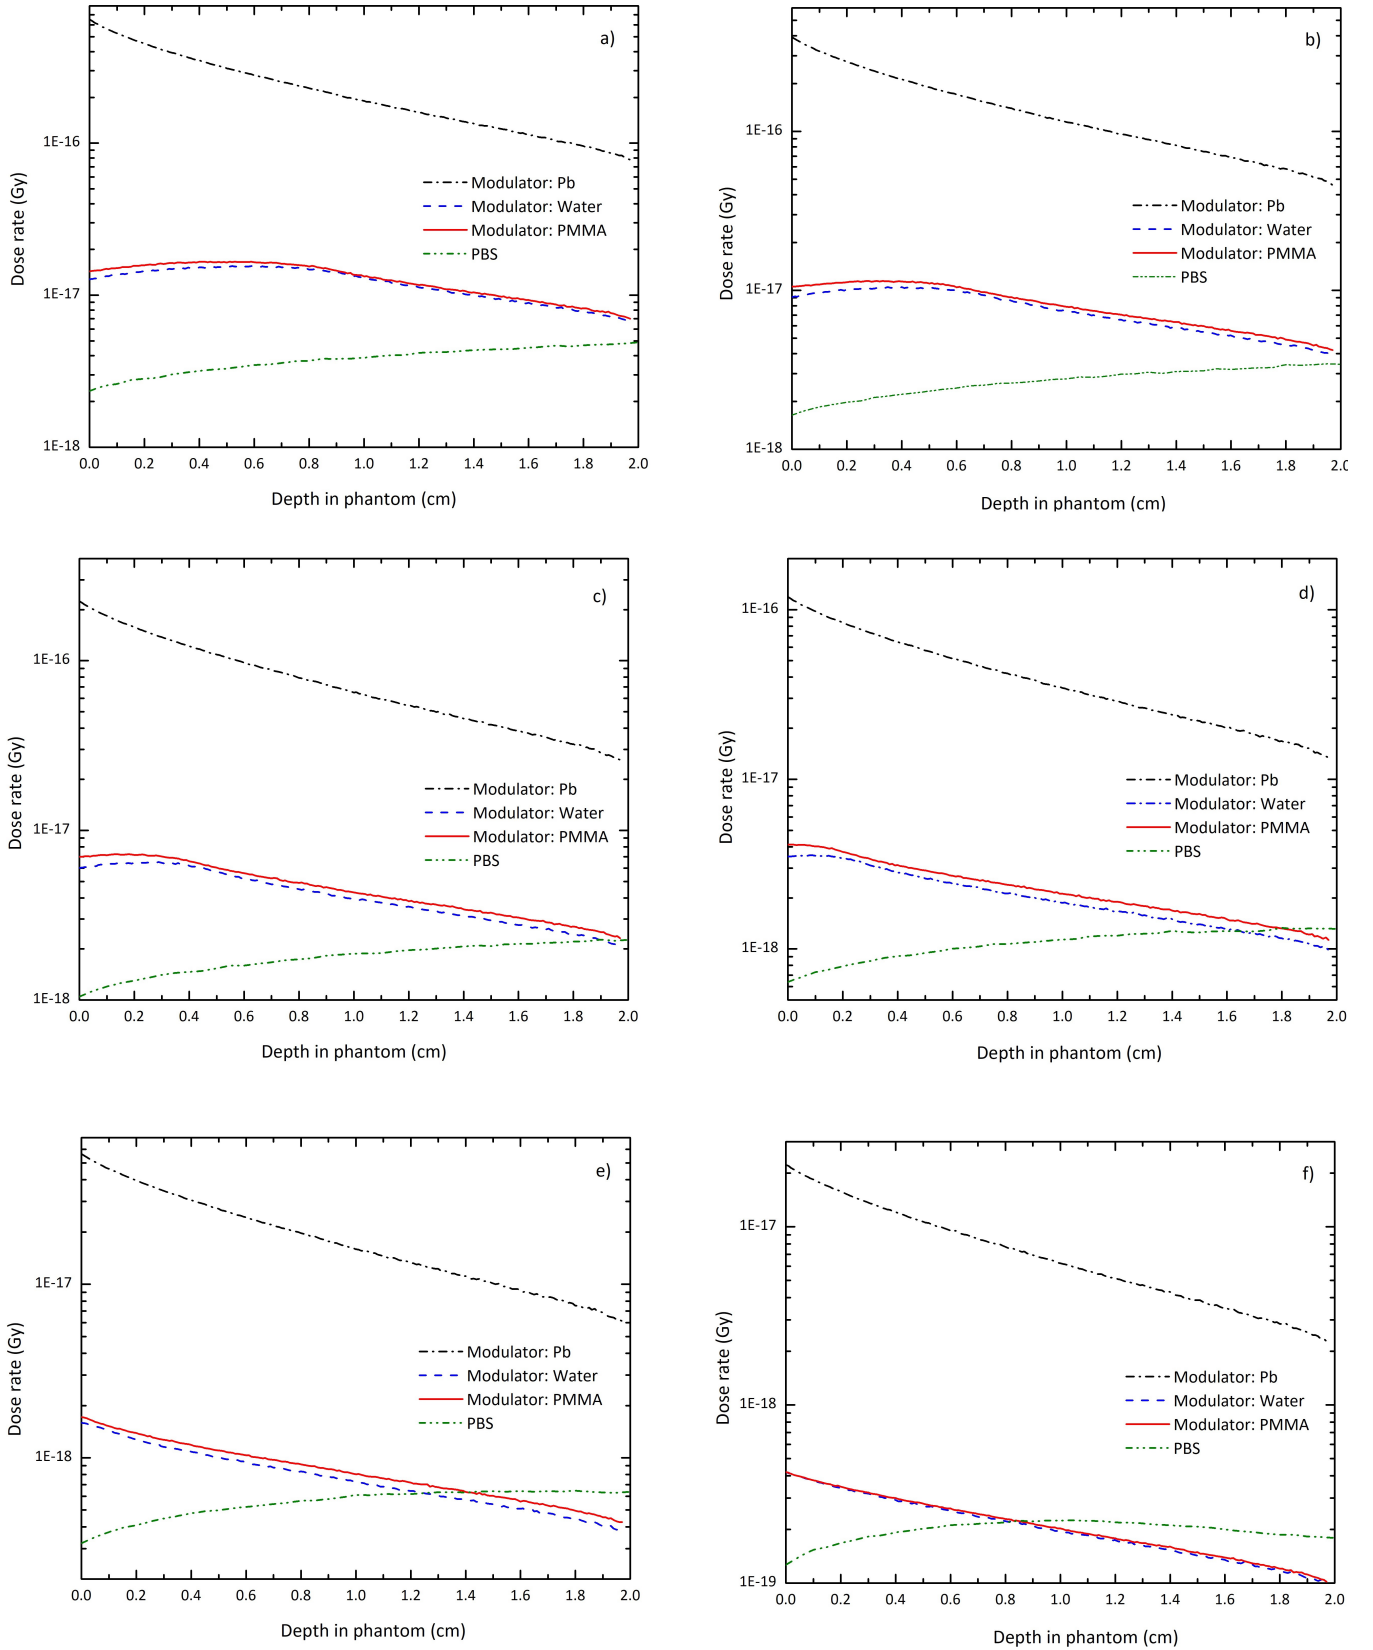 a)
1E-16
1E-17
1E-18
Dose rate (Gy)
Modulator: Pb
Modulator: Water
Modulator: PMMA
PBS
0.0 0.2 0.4 0.6 0.8 1.0 1.2 1.4 1.6 1.8 2.0
Depth in phantom (cm)
b)
1E-16
1E-17
1E-18
Dose rate (Gy)
Modulator: Pb
Modulator: Water
Modulator: PMMA
PBS
0.0 0.2 0.4 0.6 0.8 1.0 1.2 1.4 1.6 1.8 2.0
Depth in phantom (cm)
c)
1E-16
1E-17
1E-18
Dose rate (Gy)
Modulator: Pb
Modulator: Water
Modulator: PMMA
PBS
0.0 0.2 0.4 0.6 0.8 1.0 1.2 1.4 1.6 1.8 2.0
Depth in phantom (cm)
d)
1E-16
1E-17
1E-18
Dose rate (Gy)
Modulator: Pb
Modulator: Water
Modulator: PMMA
PBS
0.0 0.2 0.4 0.6 0.8 1.0 1.2 1.4 1.6 1.8 2.0
Depth in phantom (cm)
e)
1E-17
1E-18
Dose rate (Gy)
Modulator: Pb
Modulator: Water
Modulator: PMMA
PBS
0.0 0.2 0.4 0.6 0.8 1.0 1.2 1.4 1.6 1.8 2.0
Depth in phantom (cm)
f)
1E-17
1E-18
1E-19
Dose rate (Gy)
Modulator: Pb
Modulator: Water
Modulator: PMMA
PBS
0.0 0.2 0.4 0.6 0.8 1.0 1.2 1.4 1.6 1.8 2.0
Depth in phantom (cm)